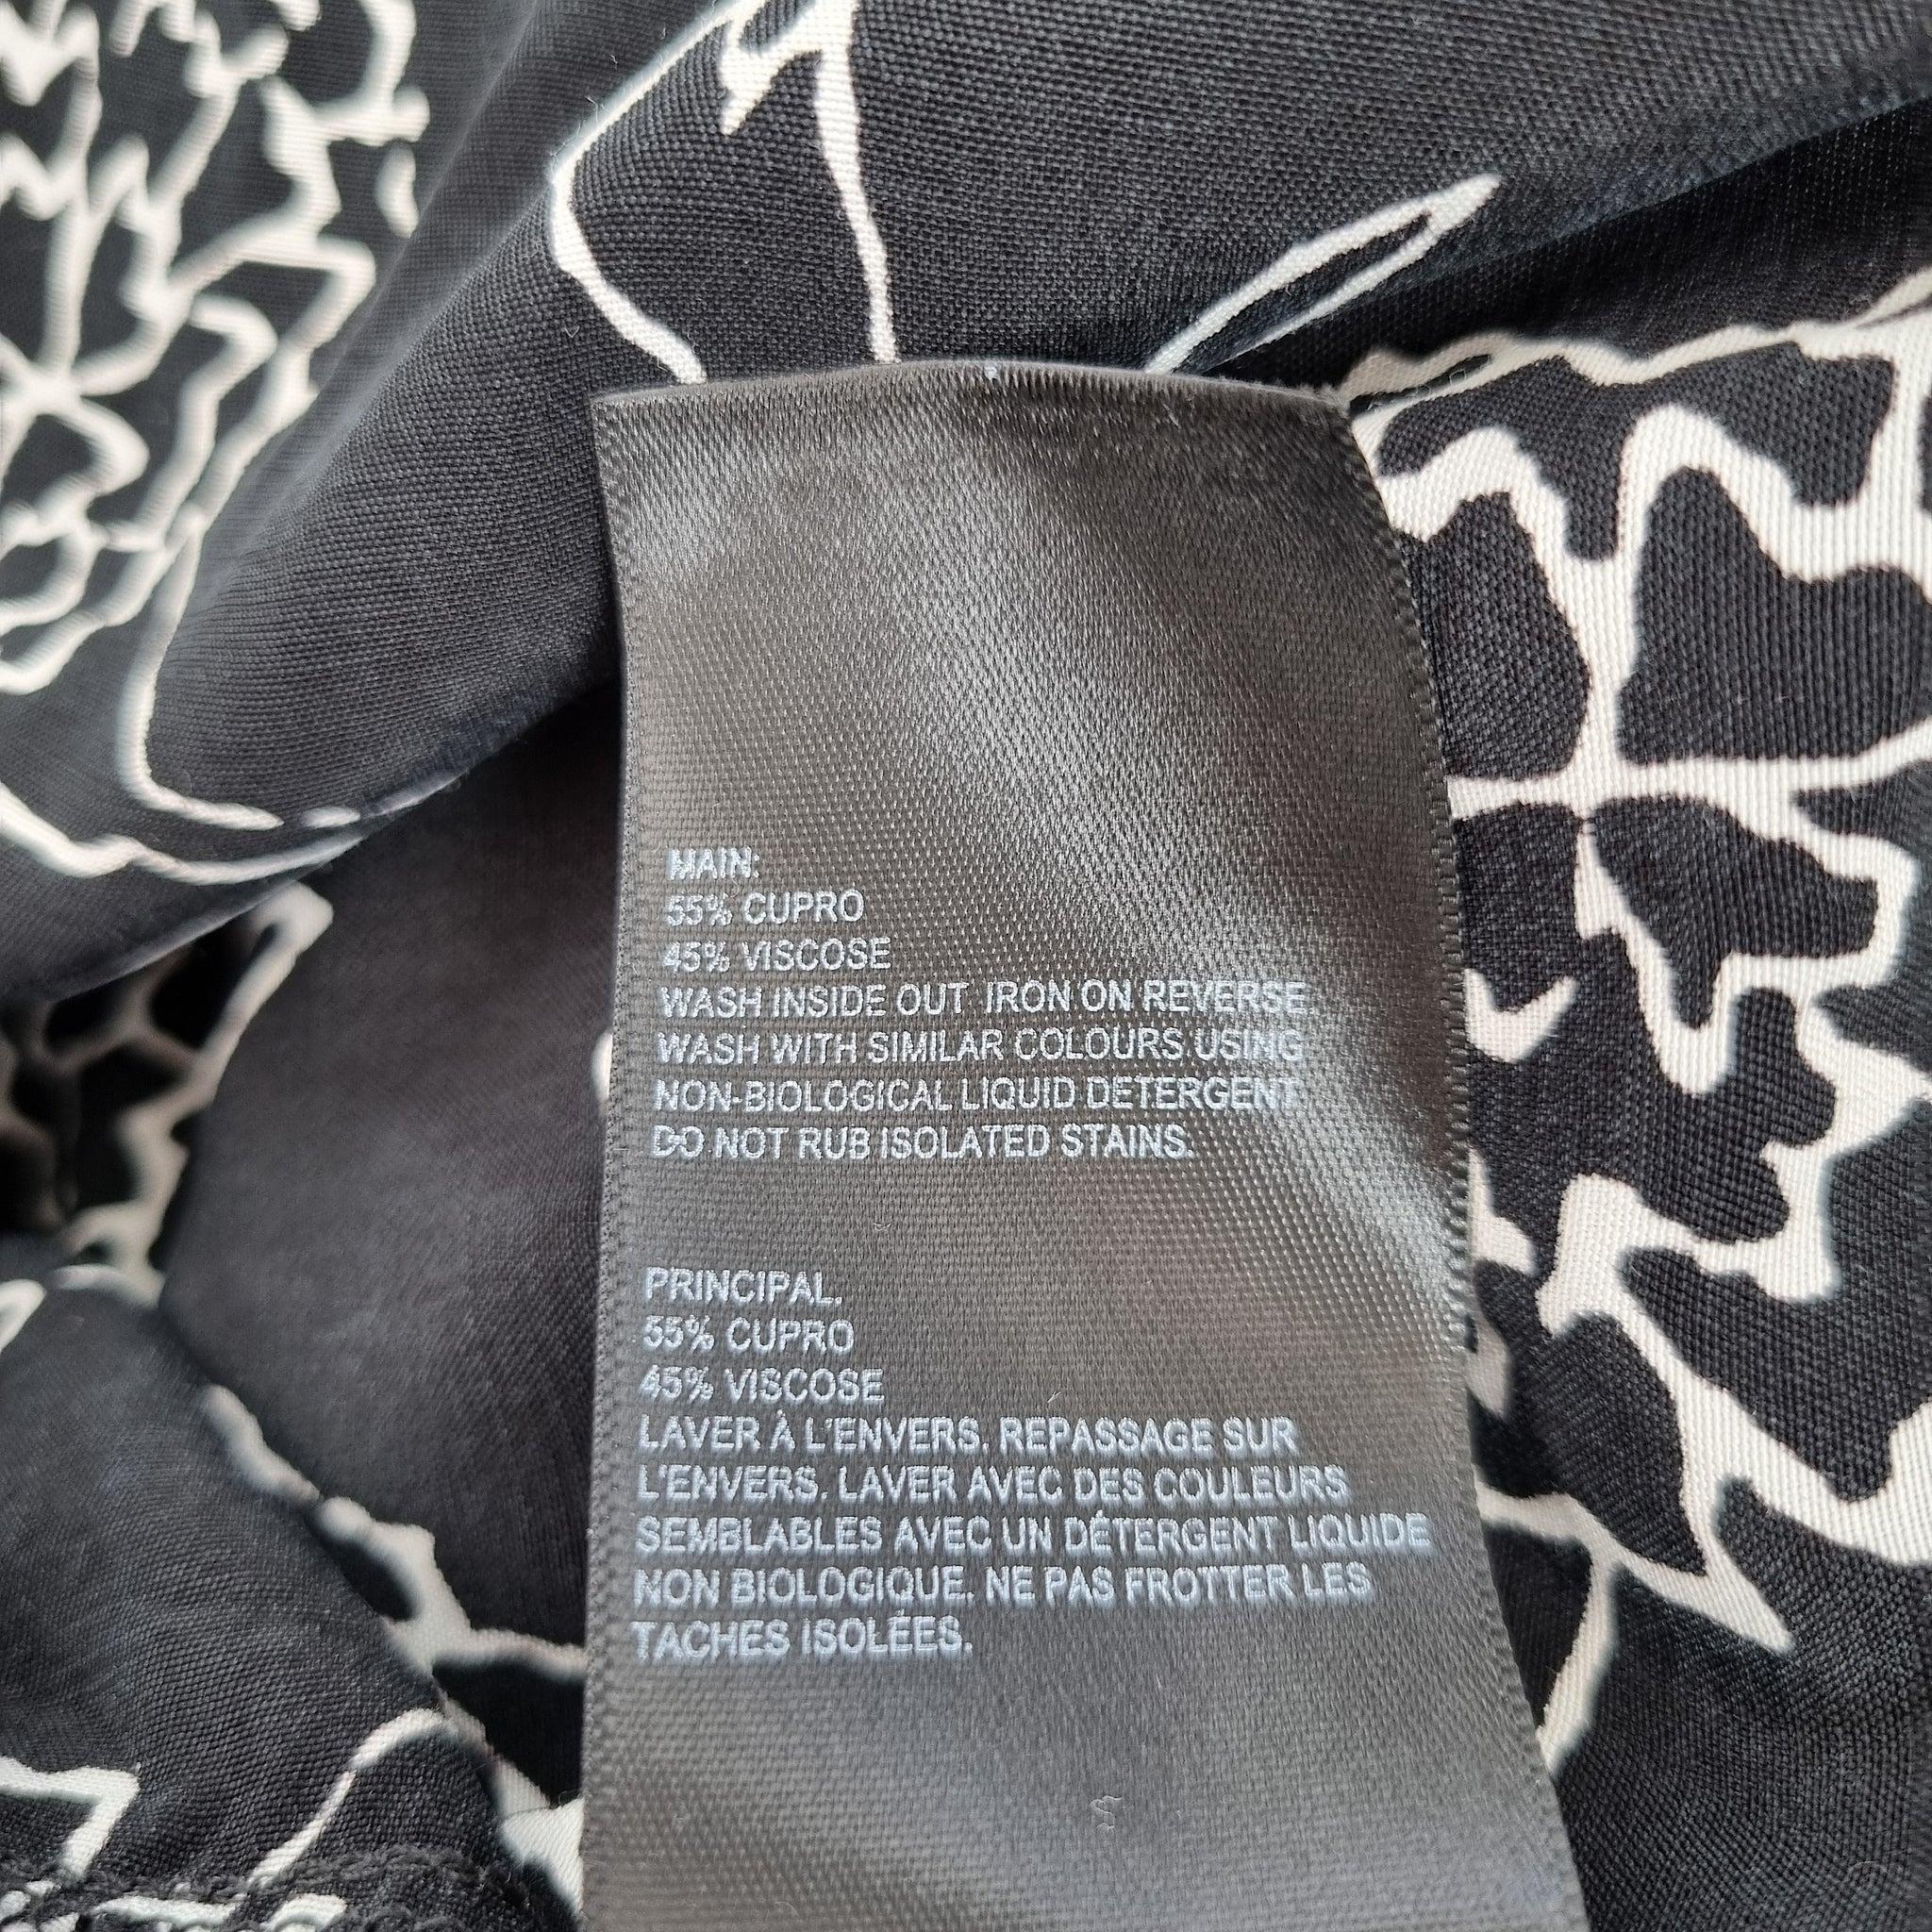 MAIN:
55% CUPRO
45% VISCOSE
WASH INSIDE OUT IRON ON REVERSE
WASH WITH SIMILAR COLOURS USING
NON-BIOLOGICAL LIQUID DETERGENT
DO NOT RUB ISOLATED STAINS.
PRINCIPAL.
55% CUPRO
45% VISCOSE
LAVER À L'ENVERS. REPASSAGE SUR
L'ENVERS. LAVER AVEC DES COULEURS
SEMBLABLES AVEC UN DÉTERGENT LIQUIDE
NON BIOLOGIQUE. NE PAS FROTTER LES
TACHES ISOLÉES.